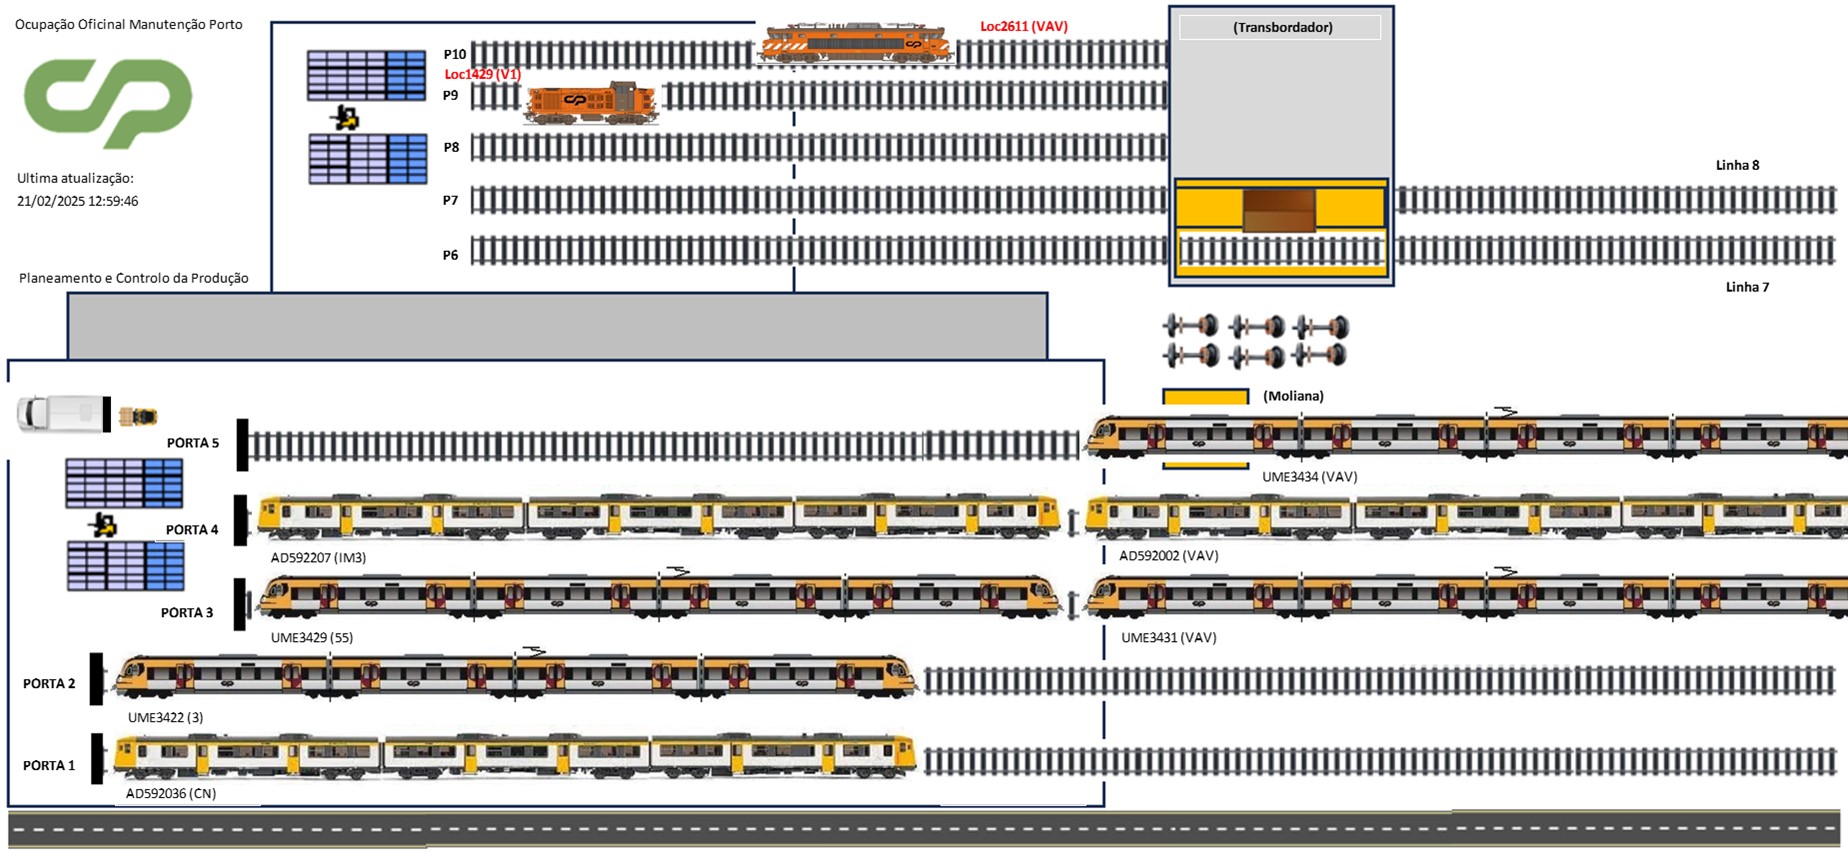 Ocupação Oficinal Manutenção Porto
CP
Ultima atualização:
21/02/2025 12:59:46
Planeamento e Controlo da Produção
P10
Loc2611 (VAV)
(Transbordador)
Loc1429 (V1)
P9
P8
Linha 8
P7
P6
Linha 7
(Moliana)
PORTA 5
UME3434 (VAV)
PORTA 4
AD592207 (IM3)
AD592002 (VAV)
PORTA 3
UME3429 (55)
UME3431 (VAV)
PORTA 2
UME3422 (3)
PORTA 1
AD592036 (CN)